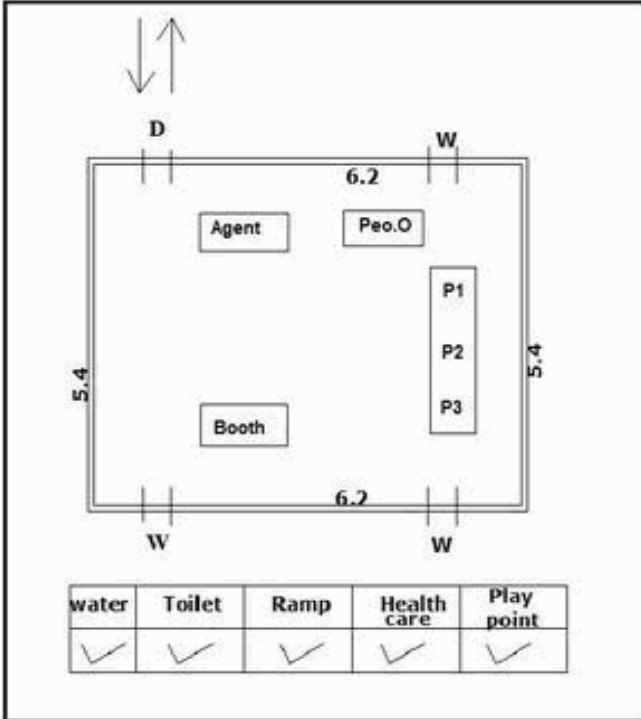 D
W
6.2
Agent
Peo.O
P1
5.4
P2
5.4
P3
Booth
6.2
W
W
water Toilet Ramp Health care Play point